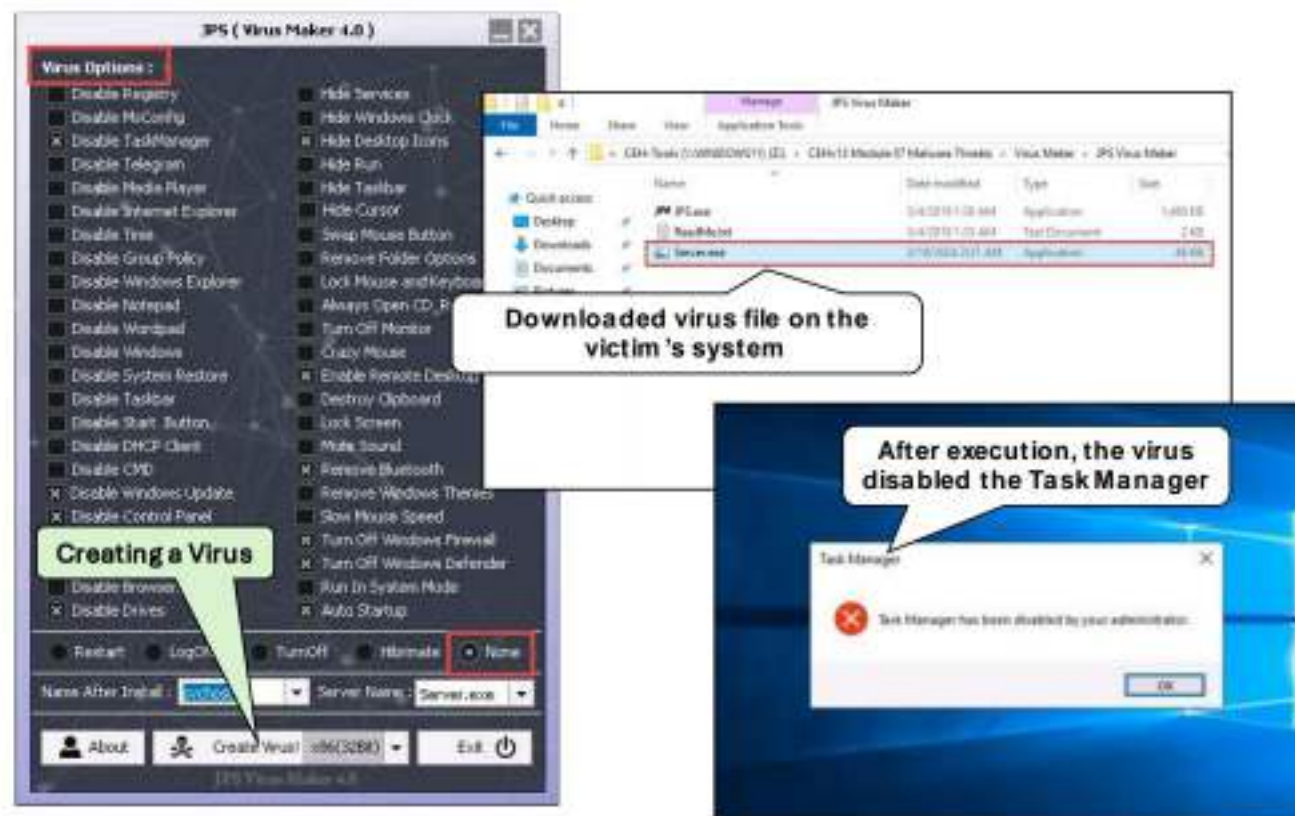 JPS ( Virus Maker 4.0 )
Virus Options :
Disable Registry
Disable MsConfig
Disable TaskManager
Disable Telegram
Disable Media Player
Disable Internet Explorer
Disable Time
Disable Group Policy
Disable Windows Explorer
Disable Notepad
Disable Wordpad
Disable Windows
Disable System Restore
Disable Taskbar
Disable Start Button
Disable DHCP Client
Disable CMD
Disable Windows Update
Disable Control Panel
Disable Browser
Disable Drives
Hide Services
Hide Windows Clock
Hide Desktop Icons
Hide Run
Hide Taskbar
Hide Cursor
Swap Mouse Button
Remove Folder Options
Lock Mouse and
Always Open
Turn Off Monitor
Crazy Mouse
Enable Remote Desktop
Destroy Clipboard
Lock Screen
Mute Sound
Remove Bluetooth
Remove Windows Themes
Slow Mouse Speed
Turn Off Windows Firewall
Turn Off Windows Defender
Run In System Mode
Auto Startup
Creating a Virus
Restart
TurnOff
Hibernate
None
Name After Install :
Server Name : Server.exe
About
Create Virus! x86(32Bit)
Exit
JPS Virus Maker 4.0
Manage
JPS Virus Maker
File Home Share View Application Tools
Virus Maker
JPS Virus Maker
Name Date modified Type Size
Quick access
Desktop
Downloads
Documents
JPS.exe
Application
ReadMe.txt
Text Document
2 KB
Server.exe
Application
Downloaded virus file on the
victim 's system
After execution, the virus
disabled the Task Manager
Task Manager
Task Manager has been disabled by your administrator.
OK